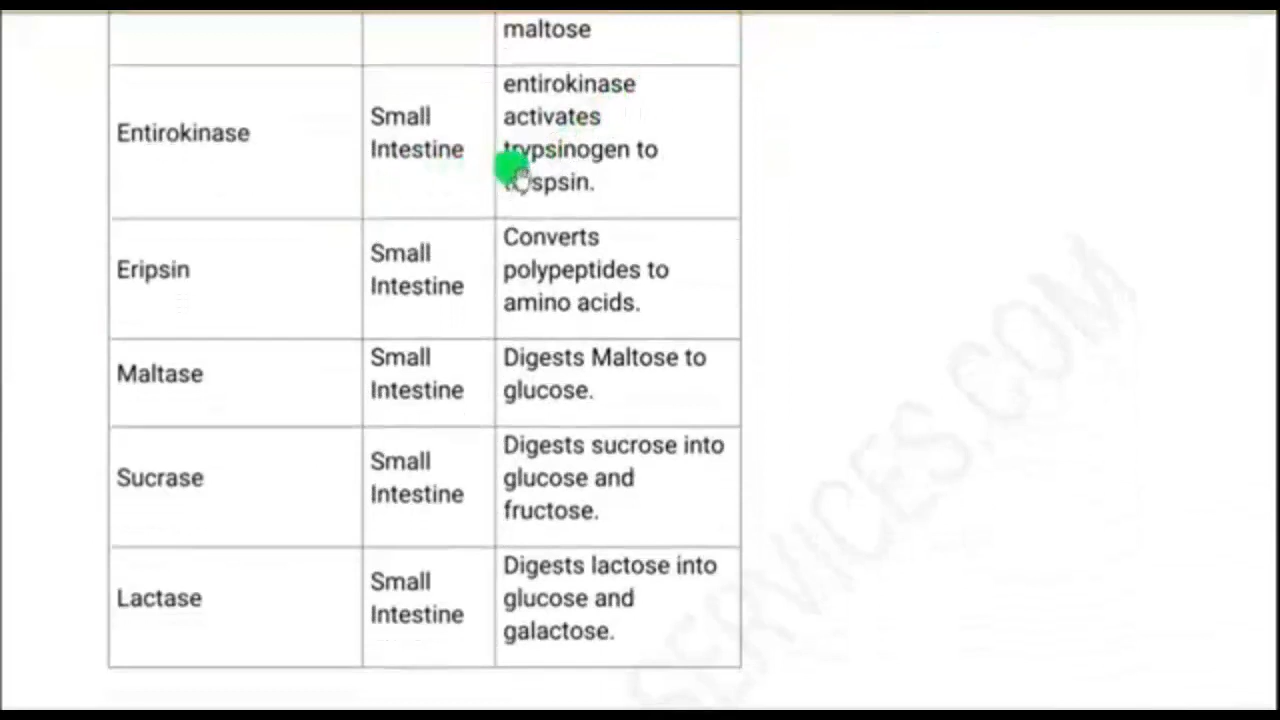 maltose
Entirokinase
Small
Intestine
entirokinase
activates
trypsinogen to
spsin.
Eripsin
Small
Intestine
Converts
polypeptides to
amino acids.
Maltase
Small
Intestine
Digests Maltose to
glucose.
Sucrase
Small
Intestine
Digests sucrose into
glucose and
fructose.
Lactase
Small
Intestine
Digests lactose into
glucose and
galactose.
SERVICES.COM